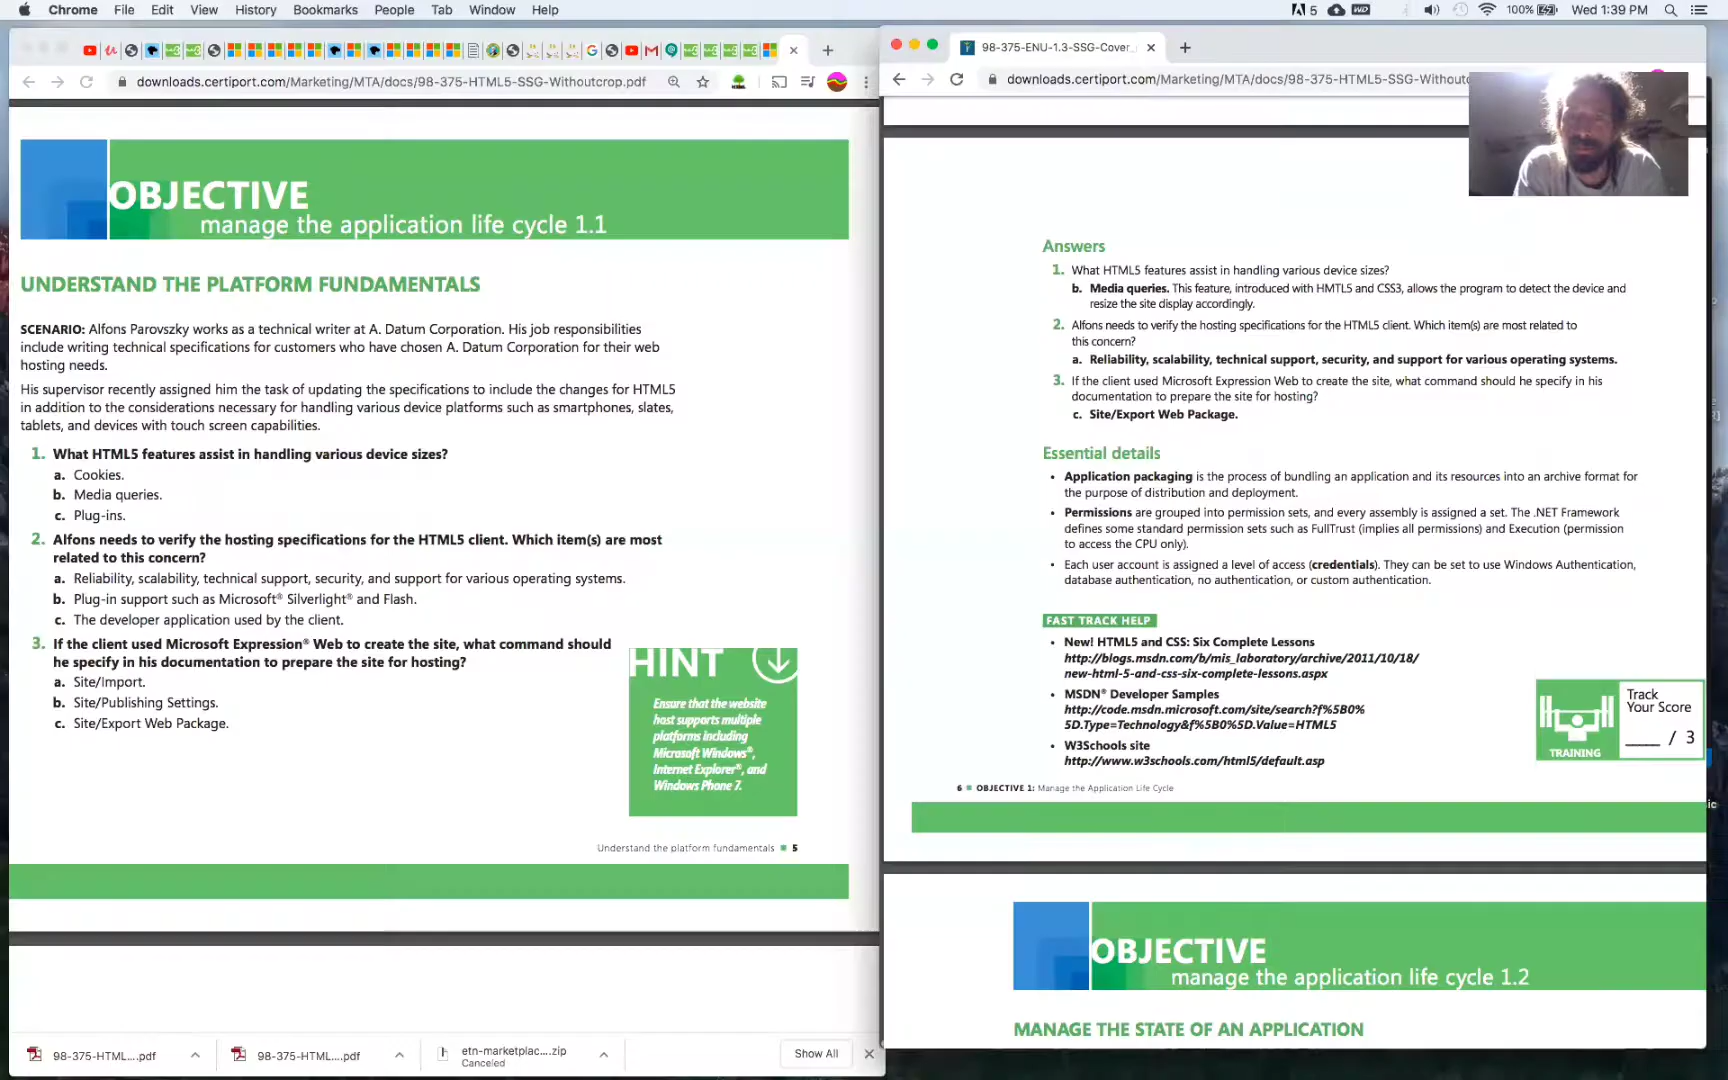 Chrome File Edit View History Bookmarks People Tab Window Help
5 100% Wed 1:39 PM
downloads.certiport.com/Marketing/MTA/docs/98-375-HTML5-SSG-Withoutcrop.pdf
OBJECTIVE
manage the application life cycle 1.1
UNDERSTAND THE PLATFORM FUNDAMENTALS
SCENARIO: Alfons Parovszky works as a technical writer at A. Datum Corporation. His job responsibilities
include writing technical specifications for customers who have chosen A. Datum Corporation for their web
hosting needs.
His supervisor recently assigned him the task of updating the specifications to include the changes for HTML5
in addition to the considerations necessary for handling various device platforms such as smartphones, slates,
tablets, and devices with touch screen capabilities.
1. What HTML5 features assist in handling various device sizes?
a. Cookies.
b. Media queries.
c. Plug-ins.
2. Alfons needs to verify the hosting specifications for the HTML5 client. Which item(s) are most
related to this concern?
a. Reliability, scalability, technical support, security, and support for various operating systems.
b. Plug-in support such as Microsoft® Silverlight® and Flash.
c. The developer application used by the client.
3. If the client used Microsoft Expression® Web to create the site, what command should
he specify in his documentation to prepare the site for hosting?
a. Site/Import.
b. Site/Publishing Settings.
c. Site/Export Web Package.
HINT
Ensure that the website
host supports multiple
platforms including
Microsoft Windows®,
Internet Explorer®, and
Windows Phone 7.
Understand the platform fundamentals 5
98-375-HTML....pdf
98-375-HTML....pdf
etn-marketplac....zip
Canceled
Show All
98-375-ENU-1.3-SSG-Cover_
downloads.certiport.com/Marketing/MTA/docs/98-375-HTML5-SSG-Withoutc
Answers
1. What HTML5 features assist in handling various device sizes?
b. Media queries. This feature, introduced with HMTL5 and CSS3, allows the program to detect the device and
resize the site display accordingly.
2. Alfons needs to verify the hosting specifications for the HTML5 client. Which item(s) are most related to
this concern?
a. Reliability, scalability, technical support, security, and support for various operating systems.
3. If the client used Microsoft Expression Web to create the site, what command should he specify in his
documentation to prepare the site for hosting?
c. Site/Export Web Package.
Essential details
• Application packaging is the process of bundling an application and its resources into an archive format for
the purpose of distribution and deployment.
• Permissions are grouped into permission sets, and every assembly is assigned a set. The .NET Framework
defines some standard permission sets such as FullTrust (implies all permissions) and Execution (permission
to access the CPU only).
• Each user account is assigned a level of access (credentials). They can be set to use Windows Authentication,
database authentication, no authentication, or custom authentication.
FAST TRACK HELP
• New! HTML5 and CSS: Six Complete Lessons
http://blogs.msdn.com/b/mis_laboratory/archive/2011/10/18/
new-html-5-and-css-six-complete-lessons.aspx
• MSDN® Developer Samples
http://code.msdn.microsoft.com/site/search?f%5B0%
5D.Type=Technology&f%5B0%5D.Value=HTML5
• W3Schools site
http://www.w3schools.com/html5/default.asp
TRAINING
Track
Your Score
____ / 3
6 OBJECTIVE 1: Manage the Application Life Cycle
OBJECTIVE
manage the application life cycle 1.2
MANAGE THE STATE OF AN APPLICATION